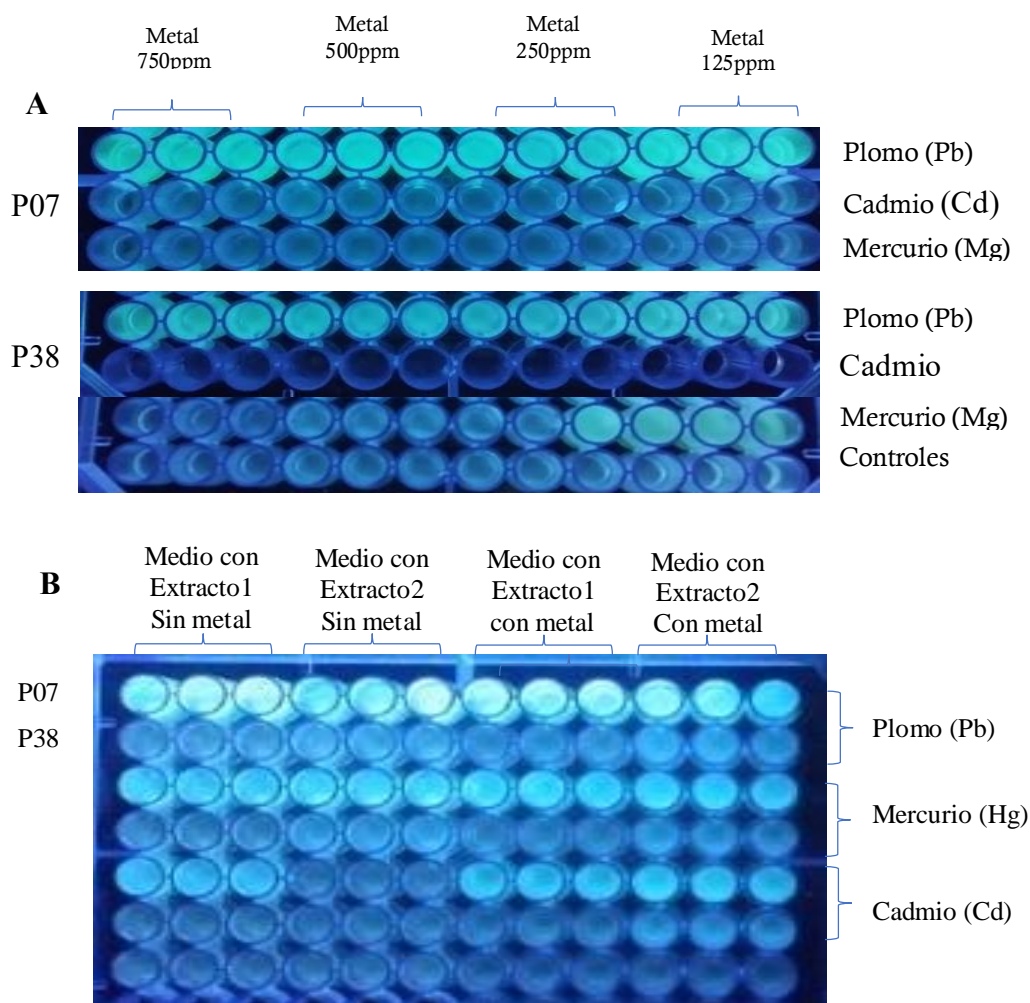 Metal
750ppm
Metal
500ppm
Metal
250ppm
Metal
125ppm
A
P07
Plomo (Pb)
Cadmio (Cd)
Mercurio (Mg)
P38
Plomo (Pb)
Cadmio
Mercurio (Mg)
Controles
B
Medio con
Extracto1
Sin metal
Medio con
Extracto2
Sin metal
Medio con
Extracto1
con metal
Medio con
Extracto2
Con metal
P07
P38
Plomo (Pb)
Mercurio (Hg)
Cadmio (Cd)